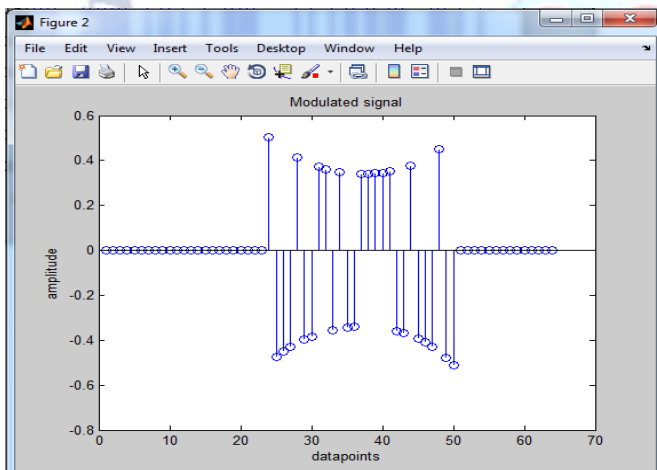 Figure 2
File Edit View Insert Tools Desktop Window Help
Modulated signal
0.6
0.4
0.2
0
-0.2
-0.4
-0.6
-0.8
amplitude
0 10 20 30 40 50 60 70
datapoints